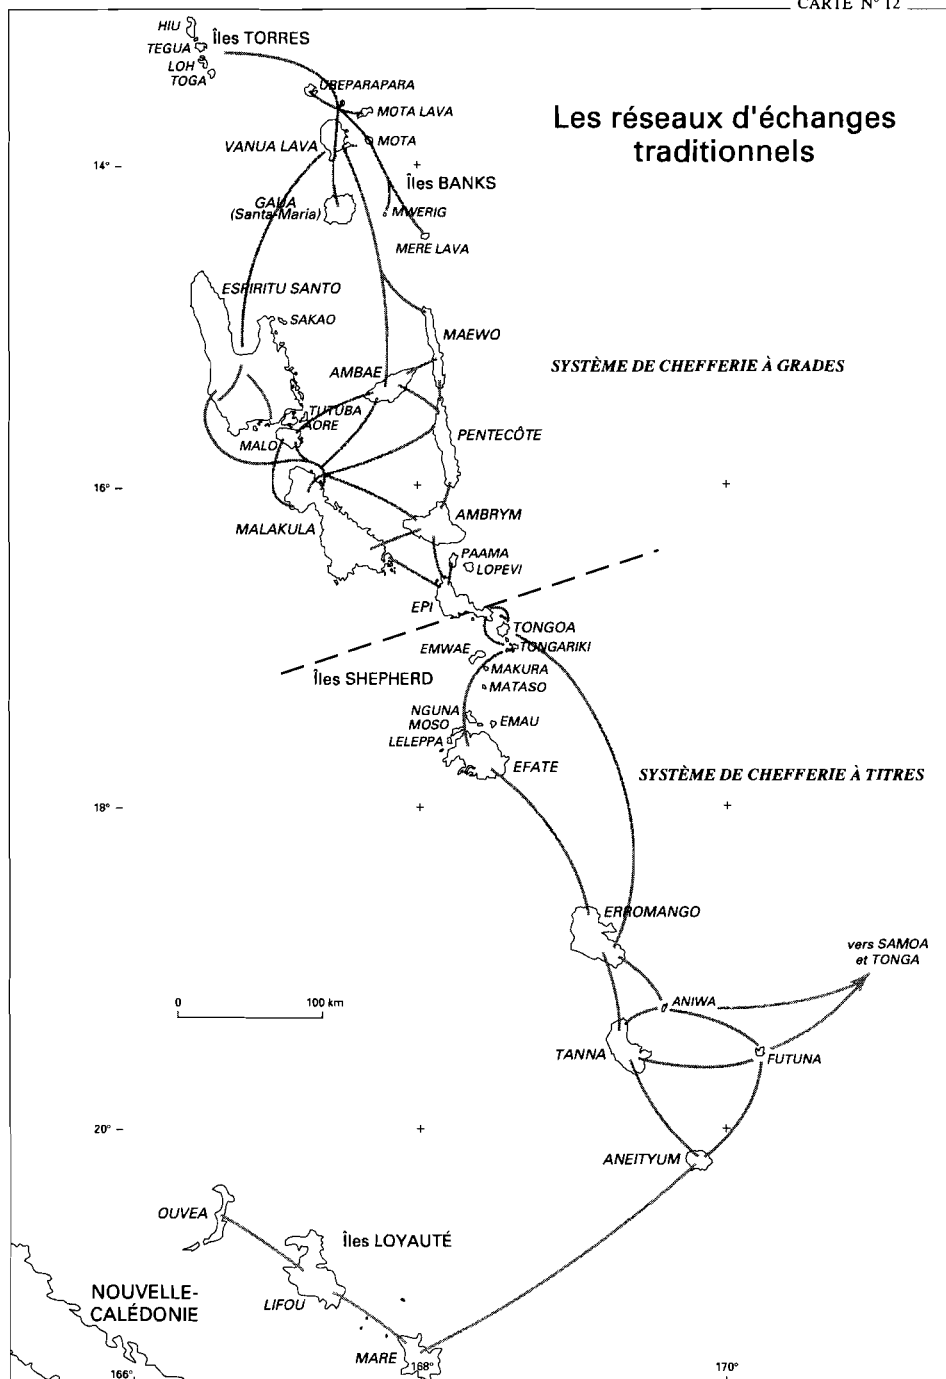 CARTE N° 12
HIU
Îles TORRES
TEGUA
LOH
TOGA
UREPARAPARA
MOTA LAVA
Les réseaux d'échanges
traditionnels
VANUA LAVA
MOTA
14°
Îles BANKS
GAUA
(Santa-Maria)
MWERIG
MERE LAVA
ESPIRITU SANTO
SAKAO
MAEWO
AMBAE
SYSTÈME DE CHEFFERIE À GRADES
TUTUBA
AORE
MALO
PENTECÔTE
16°
AMBRYM
MALAKULA
PAAMA
LOPEVI
EPI
TONGOA
EMWAE
TONGARIKI
MAKURA
Îles SHEPHERD
MATASO
NGUNA
MOSO
EMAU
LELEPPA
EFATE
SYSTÈME DE CHEFFERIE À TITRES
18°
ERROMANGO
vers SAMOA
et TONGA
0 100 km
ANIWA
TANNA
FUTUNA
20°
ANEITYUM
OUVEA
Îles LOYAUTÉ
NOUVELLE-
CALÉDONIE
LIFOU
MARE
166°
168°
170°